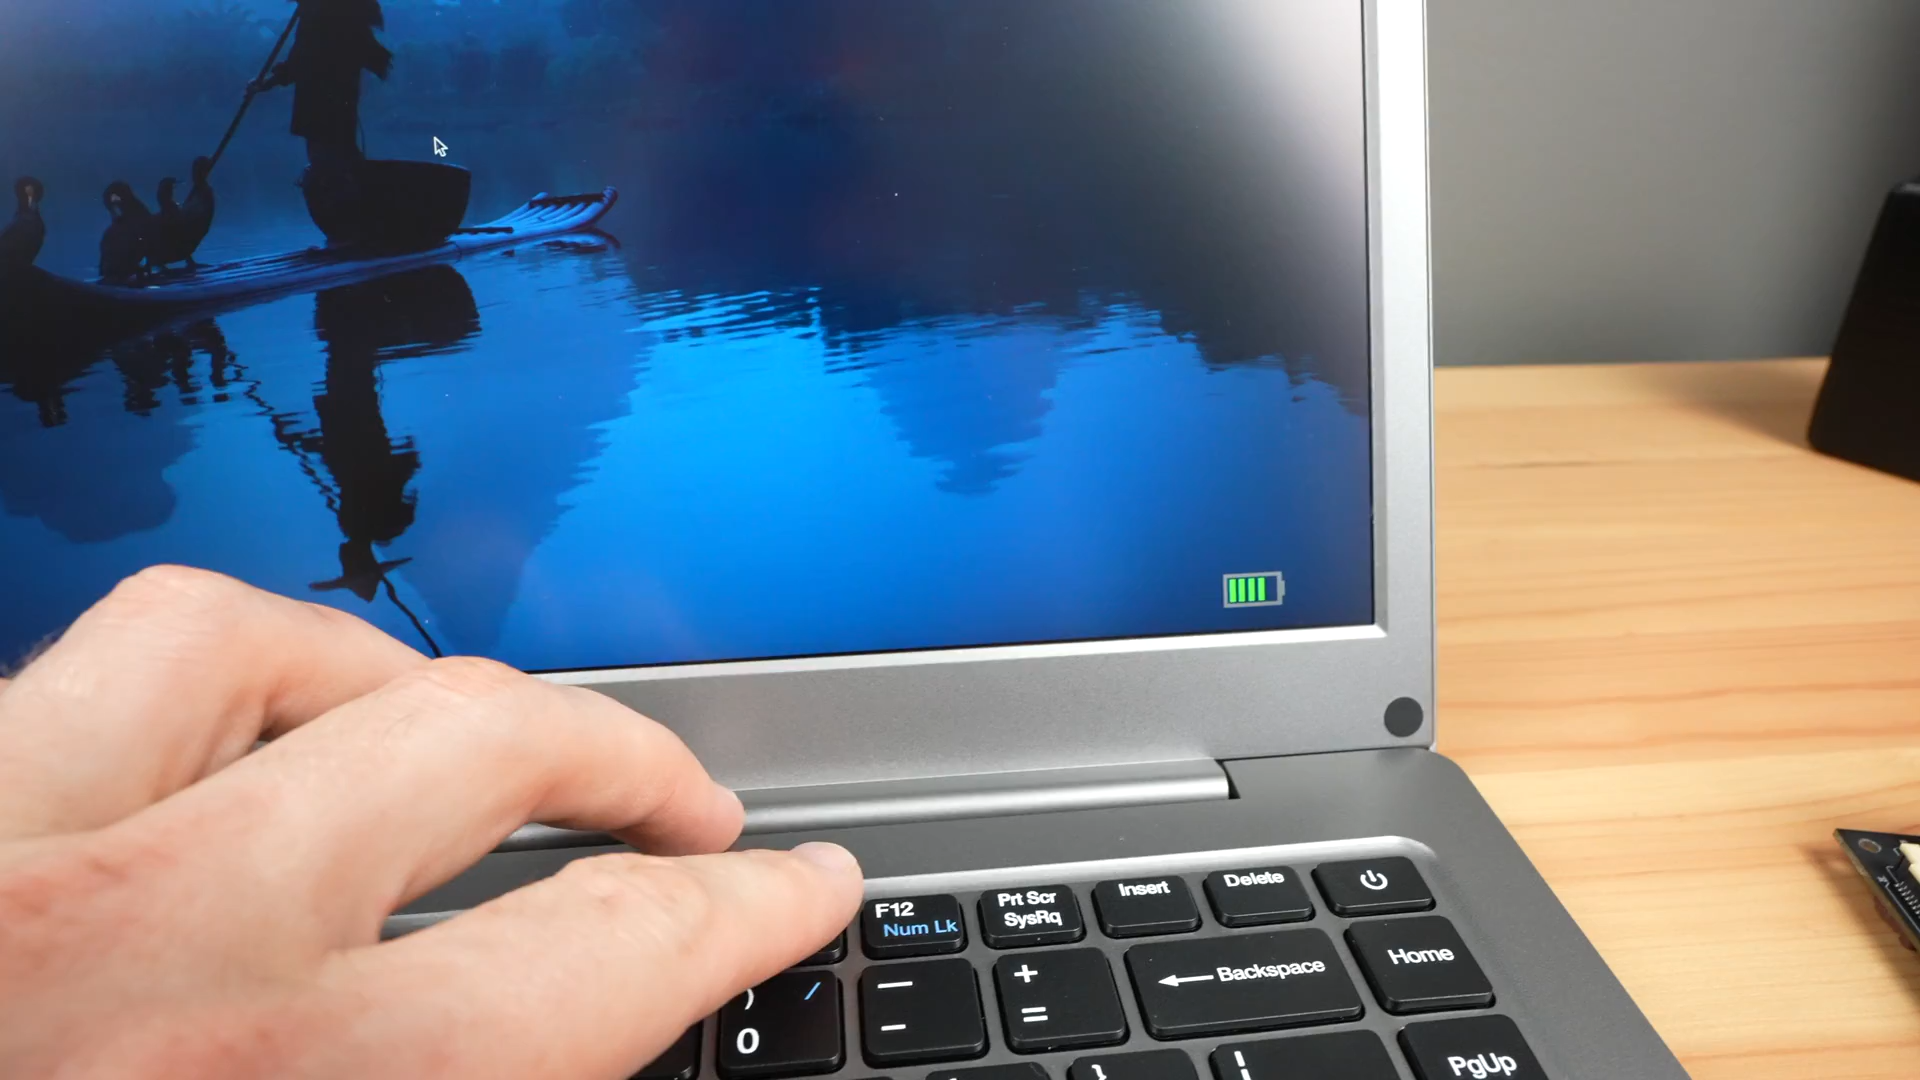 F12
Num Lk
Prt Scr
SysRq
Insert
Delete
) /
0
—
–
+
=
Backspace
Home
}
PgUp